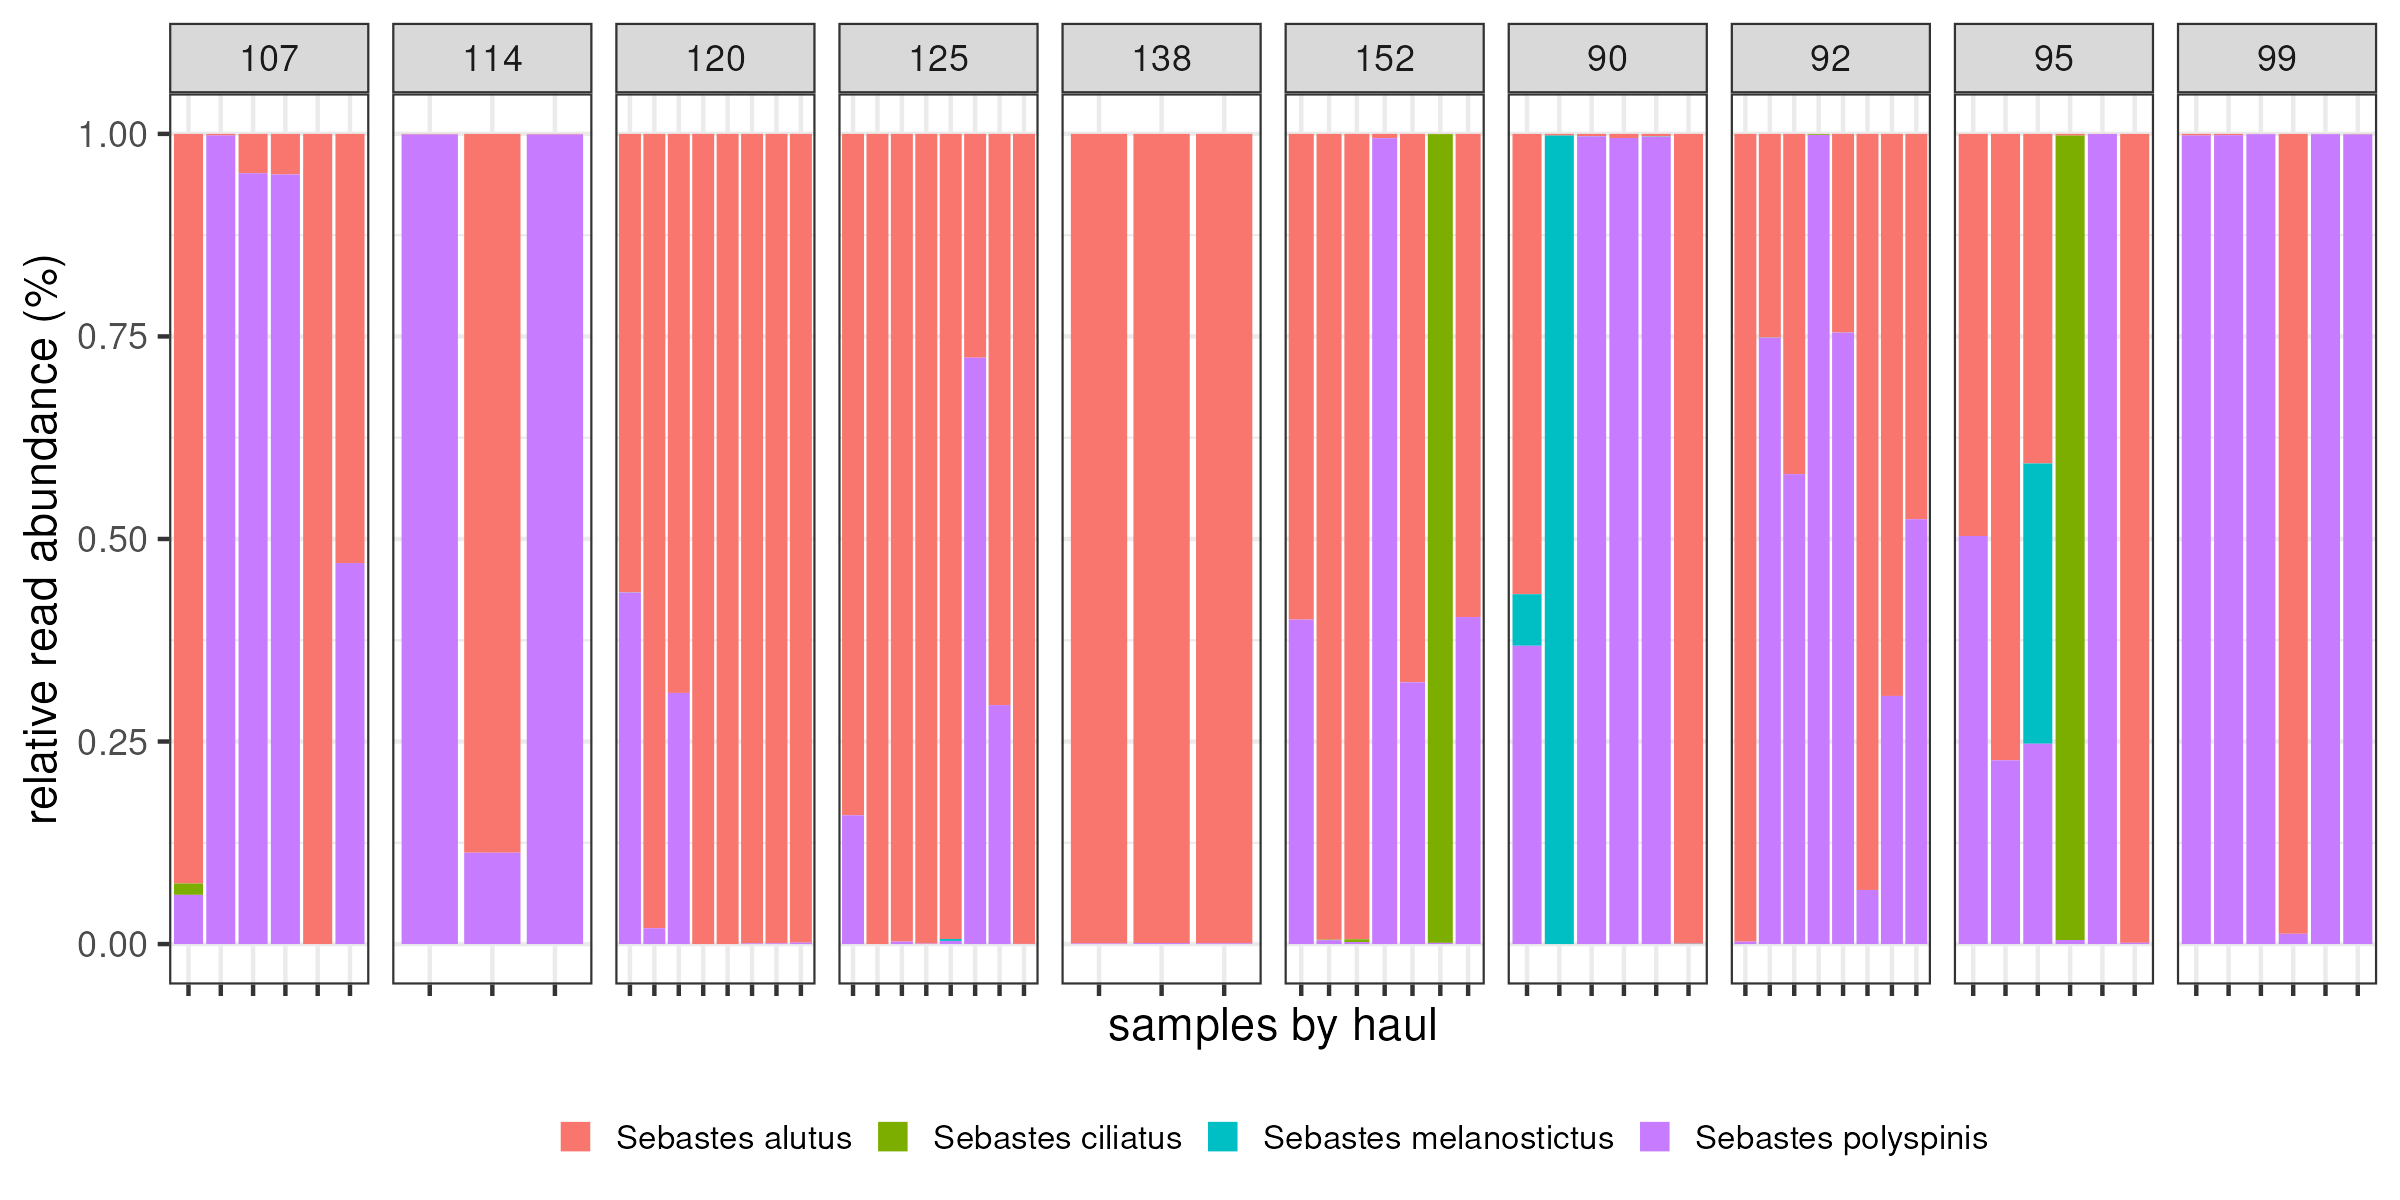 107 114 120 125 138 152 90 92 95 99
relative read abundance (%)
1.00
0.75
0.50
0.25
0.00
samples by haul
Sebastes alutus Sebastes ciliatus Sebastes melanostictus Sebastes polyspinis